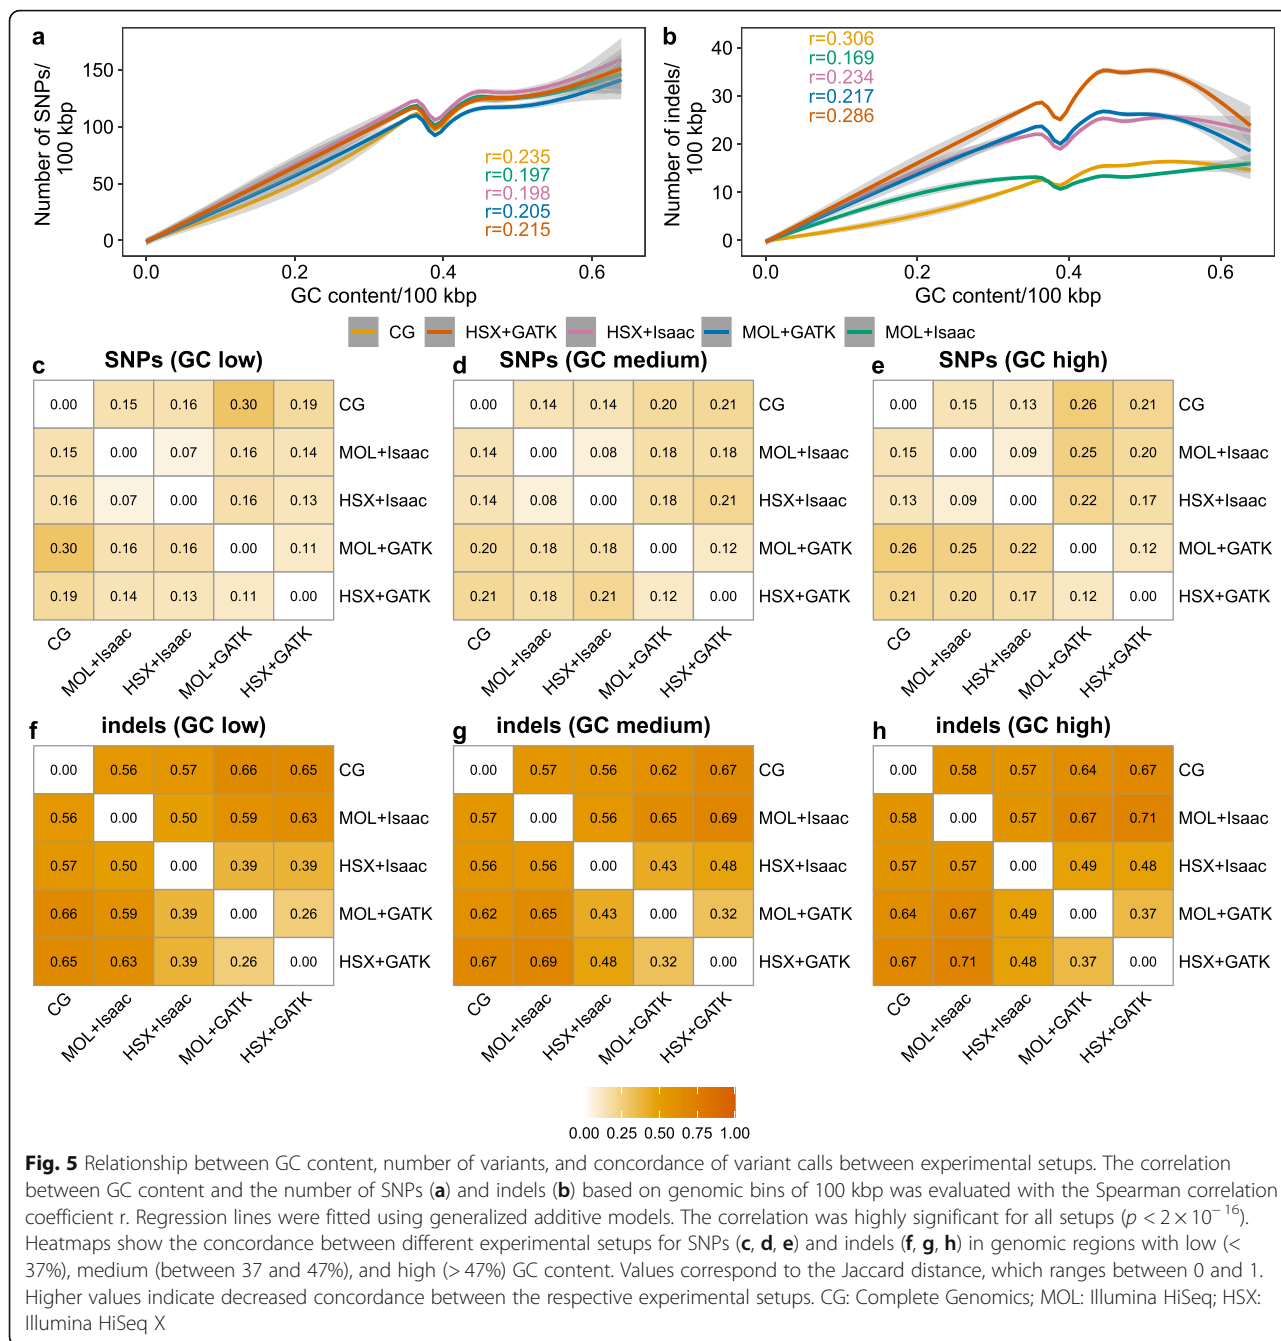 a
Number of SNPs/
100 kbp
150
100
50
0
r=0.235
r=0.197
r=0.198
r=0.205
r=0.215
0.0 0.2 0.4 0.6
GC content/100 kbp
b
Number of indels/
100 kbp
40
30
20
10
0
r=0.306
r=0.169
r=0.234
r=0.217
r=0.286
0.0 0.2 0.4 0.6
GC content/100 kbp
CG HSX+GATK HSX+Isaac MOL+GATK MOL+Isaac
c SNPs (GC low)
0.00 0.15 0.16 0.30 0.19 CG
0.15 0.00 0.07 0.16 0.14 MOL+Isaac
0.16 0.07 0.00 0.16 0.13 HSX+Isaac
0.30 0.16 0.16 0.00 0.11 MOL+GATK
0.19 0.14 0.13 0.11 0.00 HSX+GATK
CG MOL+Isaac HSX+Isaac MOL+GATK HSX+GATK
d SNPs (GC medium)
0.00 0.14 0.14 0.20 0.21 CG
0.14 0.00 0.08 0.18 0.18 MOL+Isaac
0.14 0.08 0.00 0.18 0.21 HSX+Isaac
0.20 0.18 0.18 0.00 0.12 MOL+GATK
0.21 0.18 0.21 0.12 0.00 HSX+GATK
CG MOL+Isaac HSX+Isaac MOL+GATK HSX+GATK
e SNPs (GC high)
0.00 0.15 0.13 0.26 0.21 CG
0.15 0.00 0.09 0.25 0.20 MOL+Isaac
0.13 0.09 0.00 0.22 0.17 HSX+Isaac
0.26 0.25 0.22 0.00 0.12 MOL+GATK
0.21 0.20 0.17 0.12 0.00 HSX+GATK
CG MOL+Isaac HSX+Isaac MOL+GATK HSX+GATK
f indels (GC low)
0.00 0.56 0.57 0.66 0.65 CG
0.56 0.00 0.50 0.59 0.63 MOL+Isaac
0.57 0.50 0.00 0.39 0.39 HSX+Isaac
0.66 0.59 0.39 0.00 0.26 MOL+GATK
0.65 0.63 0.39 0.26 0.00 HSX+GATK
CG MOL+Isaac HSX+Isaac MOL+GATK HSX+GATK
g indels (GC medium)
0.00 0.57 0.56 0.62 0.67 CG
0.57 0.00 0.56 0.65 0.69 MOL+Isaac
0.56 0.56 0.00 0.43 0.48 HSX+Isaac
0.62 0.65 0.43 0.00 0.32 MOL+GATK
0.67 0.69 0.48 0.32 0.00 HSX+GATK
CG MOL+Isaac HSX+Isaac MOL+GATK HSX+GATK
h indels (GC high)
0.00 0.58 0.57 0.64 0.67 CG
0.58 0.00 0.57 0.67 0.71 MOL+Isaac
0.57 0.57 0.00 0.49 0.48 HSX+Isaac
0.64 0.67 0.49 0.00 0.37 MOL+GATK
0.67 0.71 0.48 0.37 0.00 HSX+GATK
CG MOL+Isaac HSX+Isaac MOL+GATK HSX+GATK
0.00 0.25 0.50 0.75 1.00
Fig. 5 Relationship between GC content, number of variants, and concordance of variant calls between experimental setups. The correlation
between GC content and the number of SNPs (a) and indels (b) based on genomic bins of 100 kbp was evaluated with the Spearman correlation
coefficient r. Regression lines were fitted using generalized additive models. The correlation was highly significant for all setups (p < 2 × 10⁻¹⁶).
Heatmaps show the concordance between different experimental setups for SNPs (c, d, e) and indels (f, g, h) in genomic regions with low (<
37%), medium (between 37 and 47%), and high (> 47%) GC content. Values correspond to the Jaccard distance, which ranges between 0 and 1.
Higher values indicate decreased concordance between the respective experimental setups. CG: Complete Genomics; MOL: Illumina HiSeq; HSX:
Illumina HiSeq X